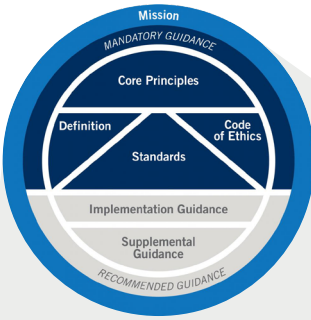 Mission
MANDATORY GUIDANCE
Core Principles
Definition
Code
of Ethics
Standards
Implementation Guidance
Supplemental
Guidance
RECOMMENDED GUIDANCE